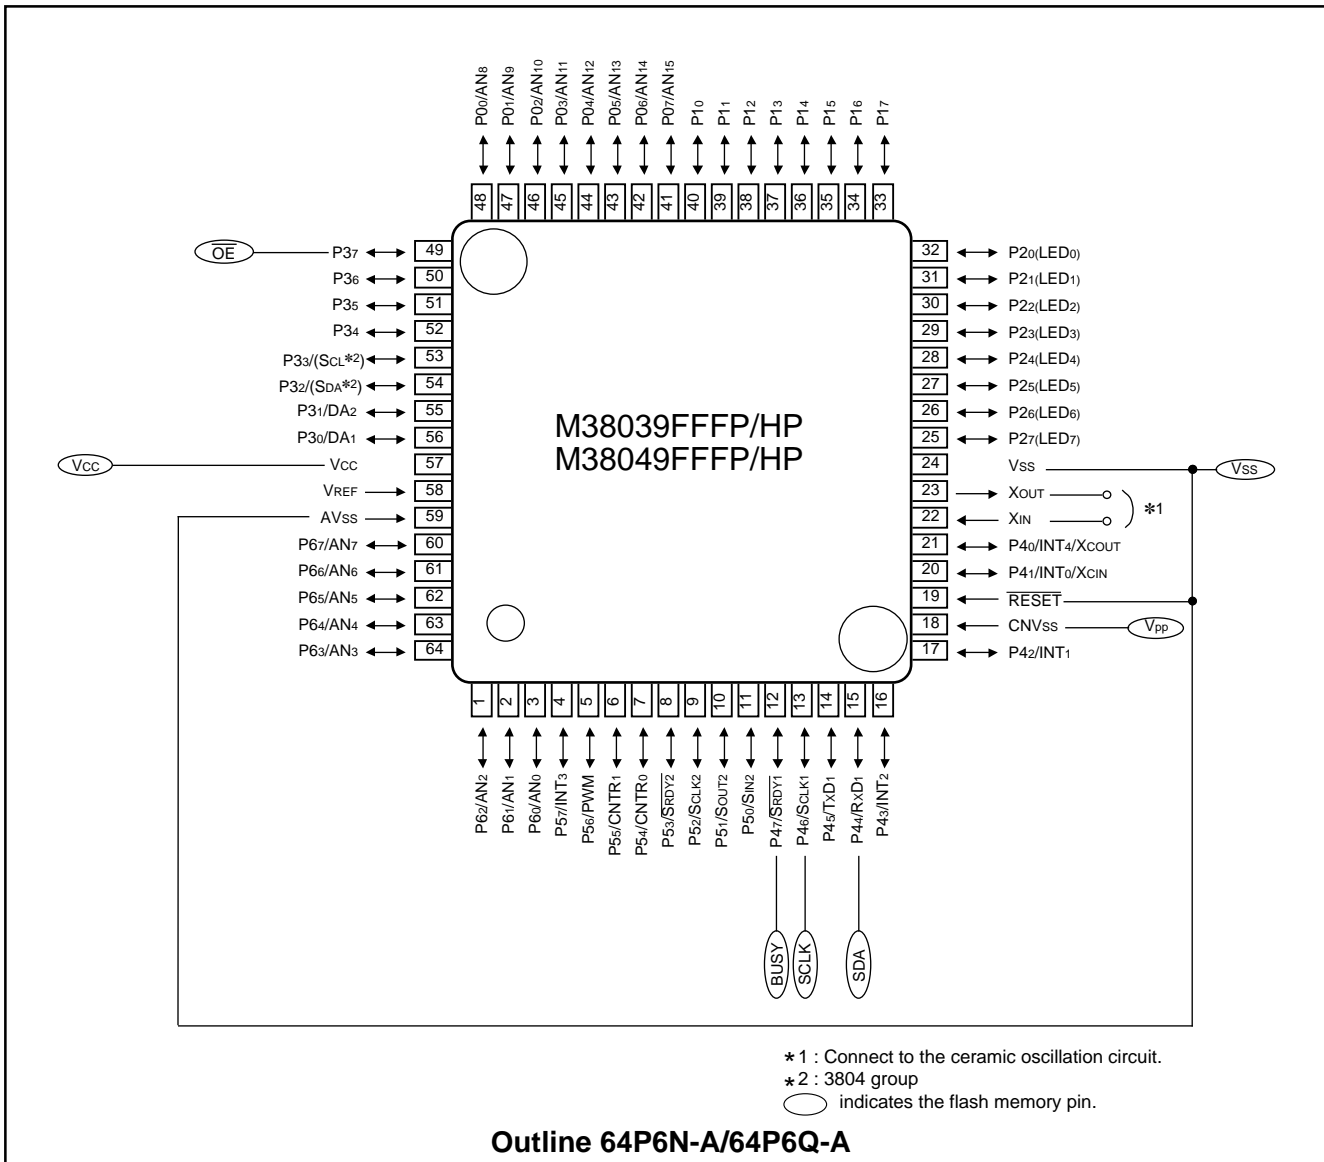 P00/AN8
P01/AN9
P02/AN10
P03/AN11
P04/AN12
P05/AN13
P06/AN14
P07/AN15
P10
P11
P12
P13
P14
P15
P16
P17
48 47 46 45 44 43 42 41 40 39 38 37 36 35 34 33
OE P37 49
P36 50
P35 51
P34 52
P33/(SCL*2) 53
P32/(SDA*2) 54
P31/DA2 55
P30/DA1 56
VCC VCC 57
VREF 58
AVSS 59
P67/AN7 60
P66/AN6 61
P65/AN5 62
P64/AN4 63
P63/AN3 64
M38039FFFP/HP
M38049FFFP/HP
32 P20(LED0)
31 P21(LED1)
30 P22(LED2)
29 P23(LED3)
28 P24(LED4)
27 P25(LED5)
26 P26(LED6)
25 P27(LED7)
24 VSS VSS
23 XOUT
22 XIN
*1
21 P40/INT4/XCOUT
20 P41/INT0/XCIN
19 RESET
18 CNVSS Vpp
17 P42/INT1
1 2 3 4 5 6 7 8 9 10 11 12 13 14 15 16
P62/AN2
P61/AN1
P60/AN0
P57/INT3
P56/PWM
P55/CNTR1
P54/CNTR0
P53/SRDY2
P52/SCLK2
P51/SOUT2
P50/SIN2
P47/SRDY1
P46/SCLK1
P45/TxD1
P44/RxD1
P43/INT2
BUSY
SCLK
SDA
*1 : Connect to the ceramic oscillation circuit.
*2 : 3804 group
indicates the flash memory pin.
Outline 64P6N-A/64P6Q-A